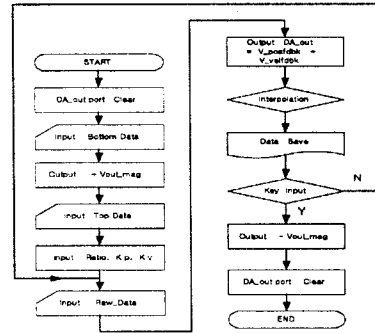 START
DA_out port Clear
Input Bottom Data
Output + Vout_mag
Input Top Data
Input Ratio, Kp, Kv
Input Raw_Data
Output DA_out
= V_posfdbk +
V_velfdbk
Interpolation
Data Save
Key Input
N
Y
Output - Vout_mag
DA_out port Clear
END